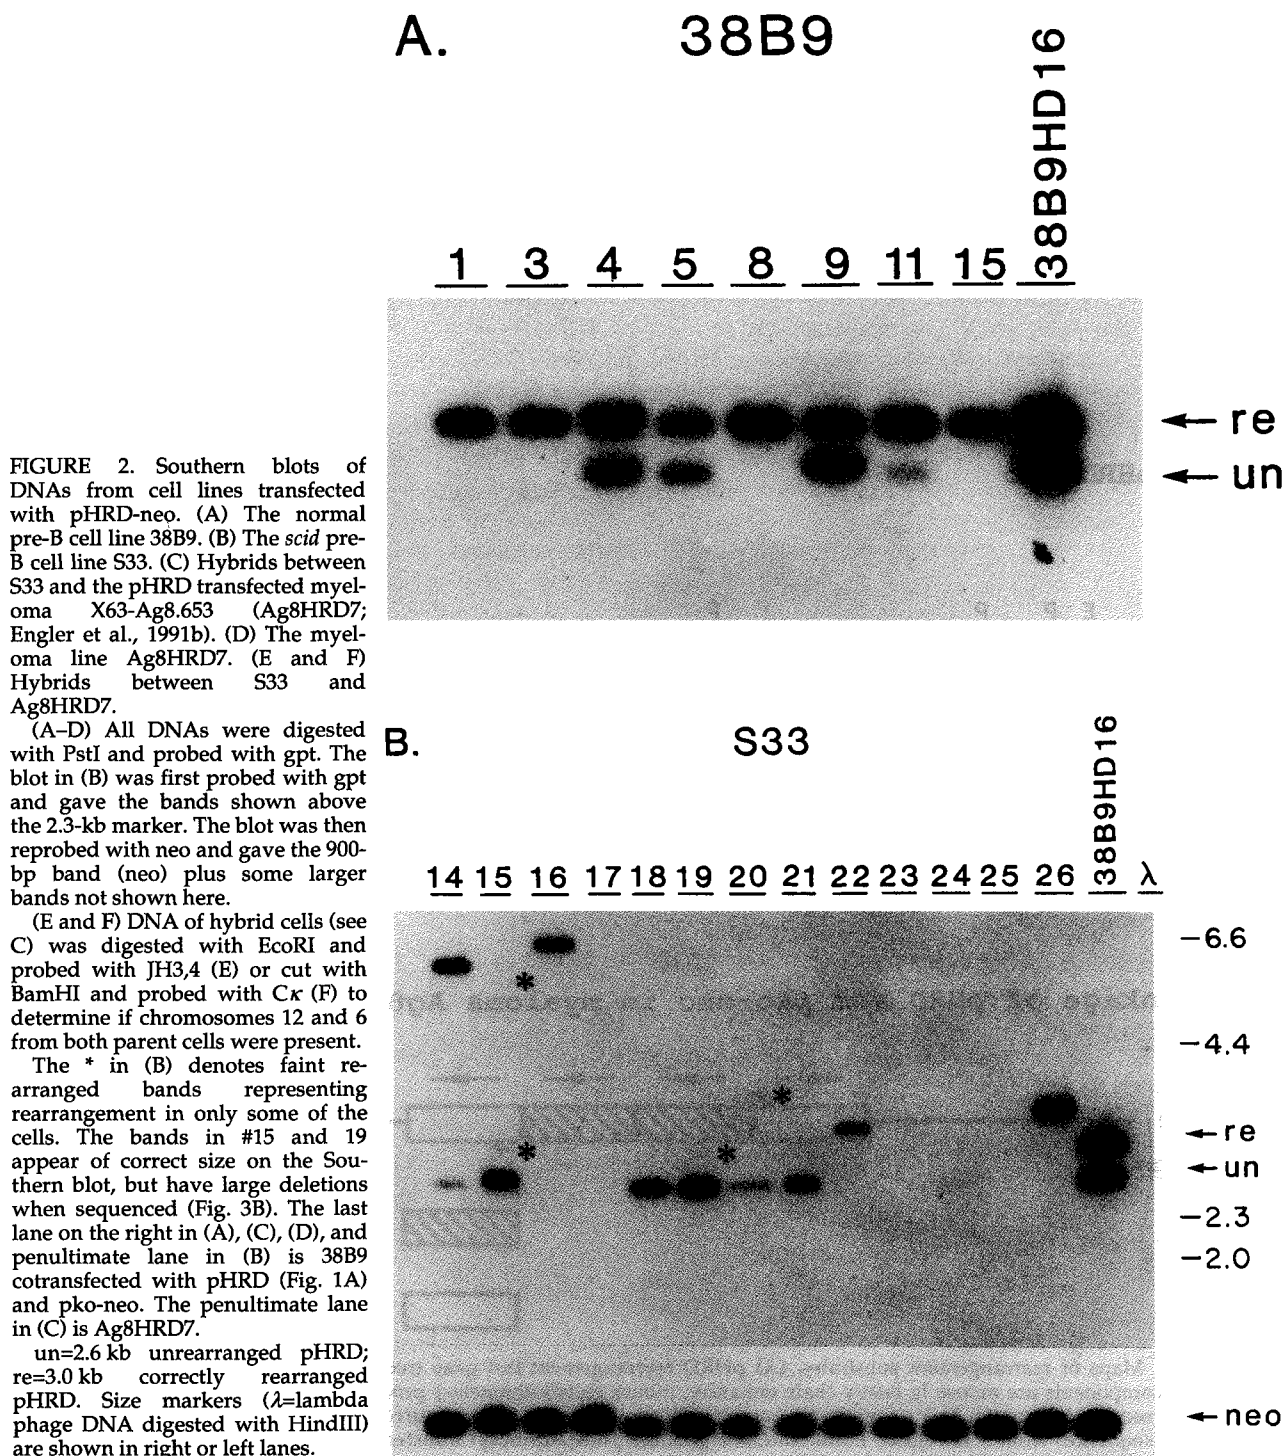 A. 38B9
38B9HD16
1 3 4 5 8 9 11 15
← re
← un
FIGURE 2. Southern blots of
DNAs from cell lines transfected
with pHRD-neo. (A) The normal
pre-B cell line 38B9. (B) The scid pre-
B cell line S33. (C) Hybrids between
S33 and the pHRD transfected myel-
oma X63-Ag8.653 (Ag8HRD7;
Engler et al., 1991b). (D) The myel-
oma line Ag8HRD7. (E and F)
Hybrids between S33 and
Ag8HRD7.
(A–D) All DNAs were digested
with PstI and probed with gpt. The
blot in (B) was first probed with gpt
and gave the bands shown above
the 2.3-kb marker. The blot was then
reprobed with neo and gave the 900-
bp band (neo) plus some larger
bands not shown here.
(E and F) DNA of hybrid cells (see
C) was digested with EcoRI and
probed with JH3,4 (E) or cut with
BamHI and probed with Cκ (F) to
determine if chromosomes 12 and 6
from both parent cells were present.
The * in (B) denotes faint re-
arranged bands representing
rearrangement in only some of the
cells. The bands in #15 and 19
appear of correct size on the Sou-
thern blot, but have large deletions
when sequenced (Fig. 3B). The last
lane on the right in (A), (C), (D), and
penultimate lane in (B) is 38B9
cotransfected with pHRD (Fig. 1A)
and pko-neo. The penultimate lane
in (C) is Ag8HRD7.
un=2.6 kb unrearranged pHRD;
re=3.0 kb correctly rearranged
pHRD. Size markers (λ=lambda
phage DNA digested with HindIII)
are shown in right or left lanes.
B. S33
38B9HD16
14 15 16 17 18 19 20 21 22 23 24 25 26 λ
–6.6
*
–4.4
*
← re
* *
← un
–2.3
–2.0
← neo